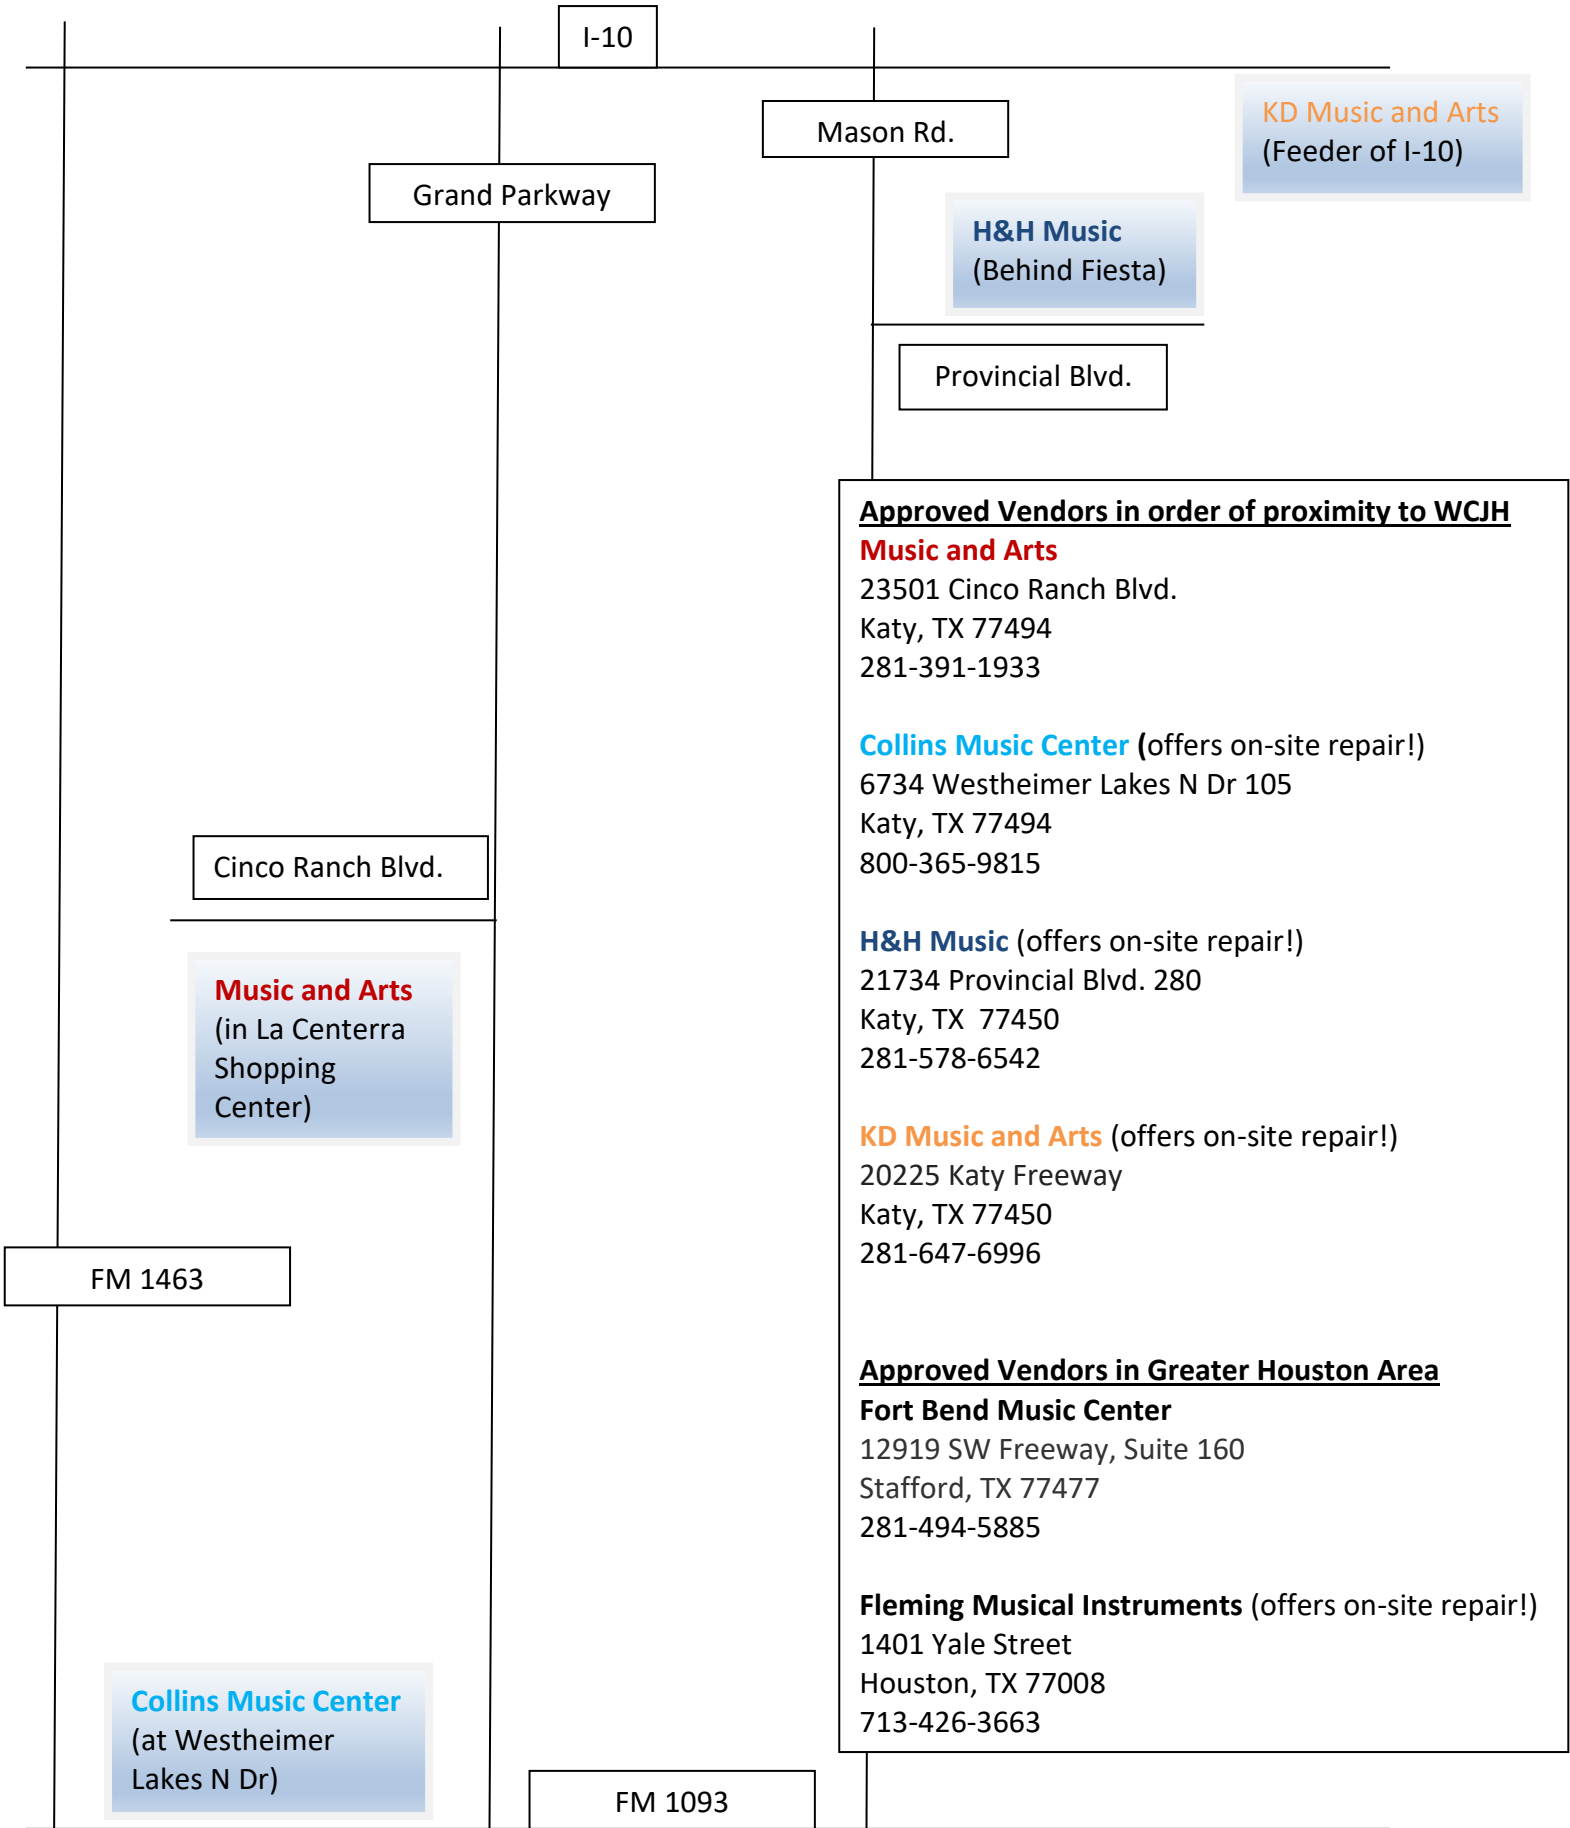 I-10
Mason Rd.
KD Music and Arts
(Feeder of I-10)
Grand Parkway
H&H Music
(Behind Fiesta)
Provincial Blvd.
Approved Vendors in order of proximity to WCJH
Music and Arts
23501 Cinco Ranch Blvd.
Katy, TX 77494
281-391-1933
Collins Music Center (offers on-site repair!)
6734 Westheimer Lakes N Dr 105
Katy, TX 77494
800-365-9815
H&H Music (offers on-site repair!)
21734 Provincial Blvd. 280
Katy, TX  77450
281-578-6542
KD Music and Arts (offers on-site repair!)
20225 Katy Freeway
Katy, TX 77450
281-647-6996
Approved Vendors in Greater Houston Area
Fort Bend Music Center
12919 SW Freeway, Suite 160
Stafford, TX 77477
281-494-5885
Fleming Musical Instruments (offers on-site repair!)
1401 Yale Street
Houston, TX 77008
713-426-3663
Cinco Ranch Blvd.
Music and Arts
(in La Centerra
Shopping
Center)
FM 1463
Collins Music Center
(at Westheimer
Lakes N Dr)
FM 1093